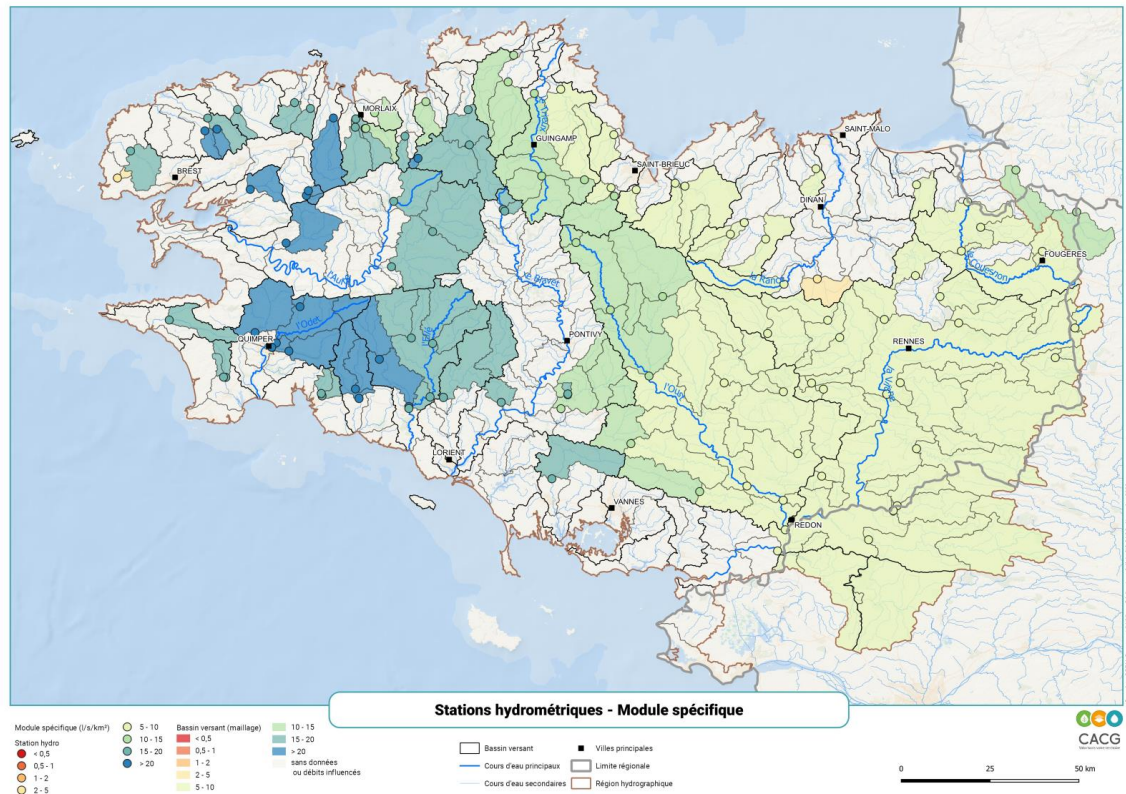 MORLAIX
le Trieux
GUINGAMP
SAINT-MALO
BREST
SAINT-BRIEUC
DINAN
l'Aulne
le Blavet
la Rance
le Couesnon
FOUGERES
l'Odet
QUIMPER
l'Ellé
PONTIVY
RENNES
l'Oust
la Vilaine
LORIENT
VANNES
REDON
Stations hydrométriques - Module spécifique
Module spécifique (l/s/km²)
Station hydro
< 0,5
0,5 - 1
1 - 2
2 - 5
5 - 10
10 - 15
15 - 20
> 20
Bassin versant (maillage)
< 0,5
0,5 - 1
1 - 2
2 - 5
5 - 10
10 - 15
15 - 20
> 20
sans données
ou débits influencés
Bassin versant
Cours d'eau principaux
Cours d'eau secondaires
Villes principales
Limite régionale
Région hydrographique
0 25 50 km
CACG